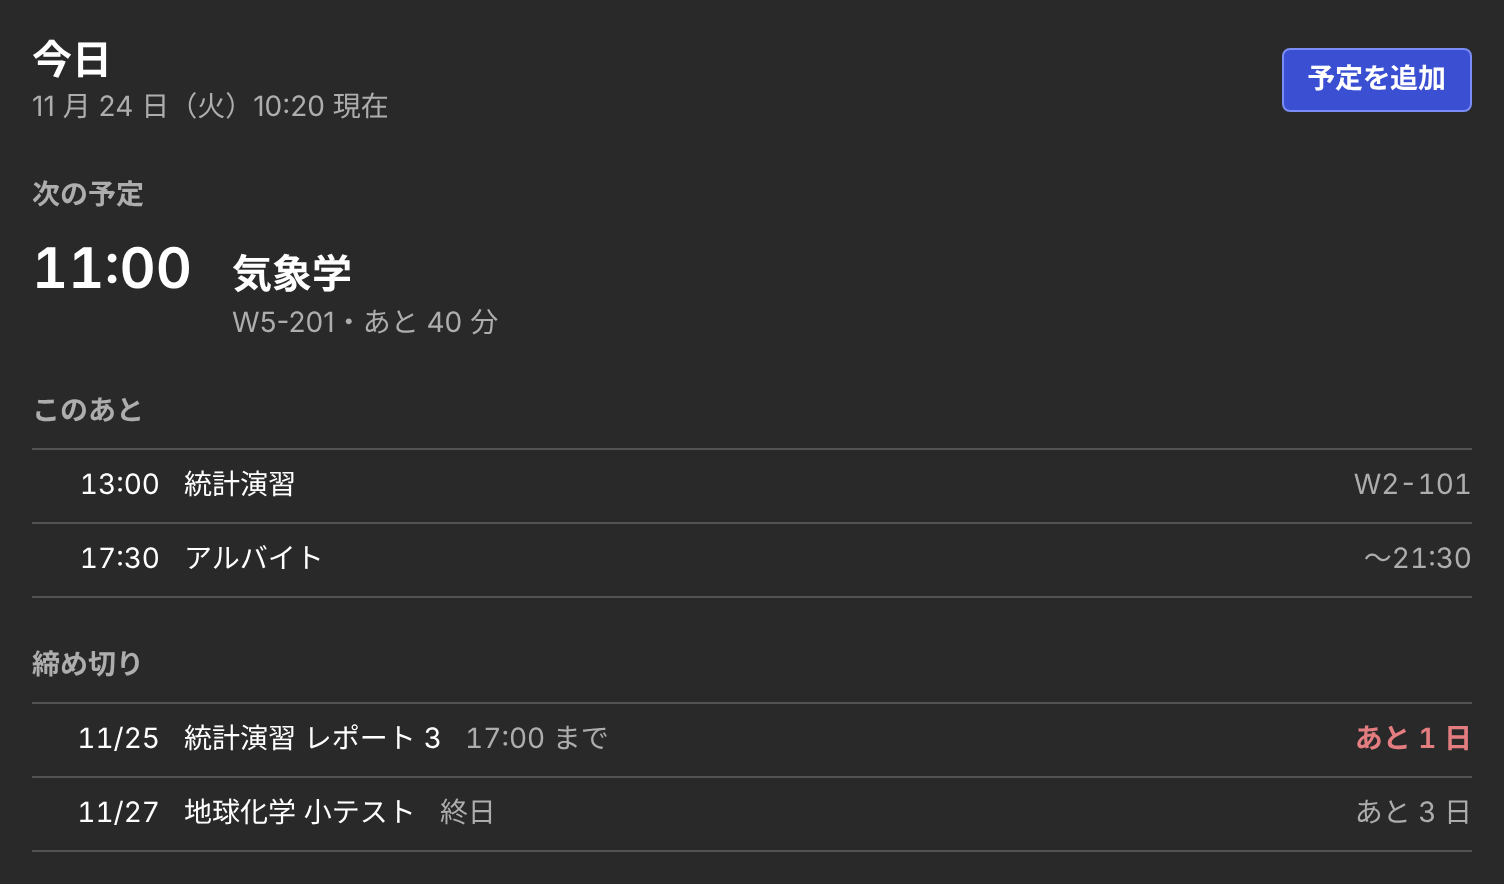 今日
11 月 24 日（火）10:20 現在
予定を追加
次の予定
11:00 気象学
W5-201・あと 40 分
このあと
13:00 統計演習 W2-101
17:30 アルバイト 〜21:30
締め切り
11/25 統計演習 レポート 3 17:00 まで あと 1 日
11/27 地球化学 小テスト 終日 あと 3 日